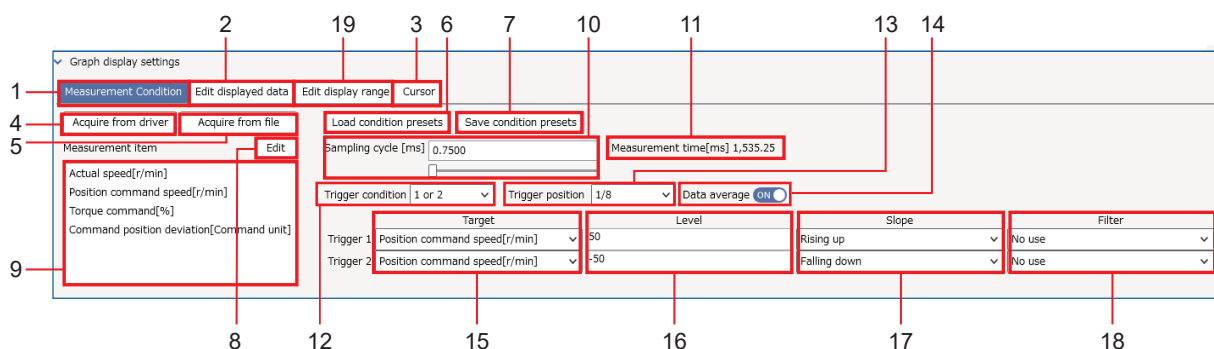 2 19 3 6 7 10 11 13 14
Graph display settings
1 Measurement Condition Edit displayed data Edit display range Cursor
4 Acquire from driver Acquire from file Load condition presets Save condition presets
5 Measurement item Edit Sampling cycle [ms] 0.7500 Measurement time[ms] 1,535.25
Actual speed[r/min]
Position command speed[r/min] Trigger condition 1 or 2 Trigger position 1/8 Data average ON
Torque command[%]
Target Level Slope Filter
Command position deviation[Command unit] Trigger 1 Position command speed[r/min] 50 Rising up No use
9 Trigger 2 Position command speed[r/min] -50 Falling down No use
8 12 15 16 17 18